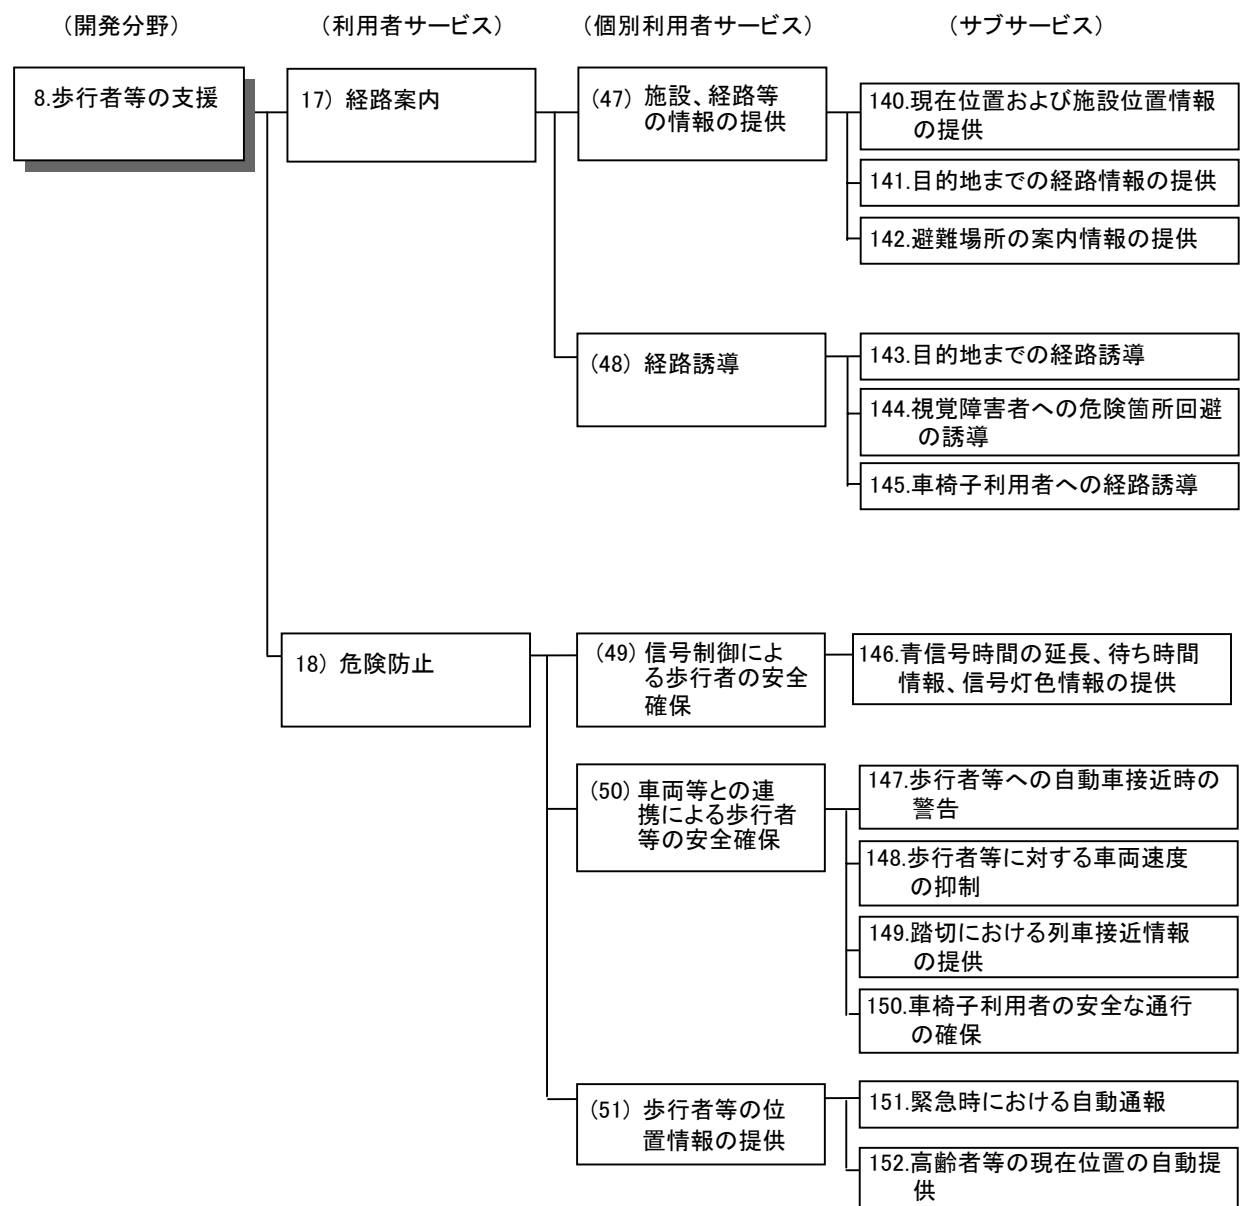 （開発分野）
（利用者サービス）
（個別利用者サービス）
（サブサービス）
8.歩行者等の支援
17) 経路案内
(47) 施設、経路等
の情報の提供
140.現在位置および施設位置情報
の提供
141.目的地までの経路情報の提供
142.避難場所の案内情報の提供
(48) 経路誘導
143.目的地までの経路誘導
144.視覚障害者への危険箇所回避
の誘導
145.車椅子利用者への経路誘導
18) 危険防止
(49) 信号制御によ
る歩行者の安全
確保
146.青信号時間の延長、待ち時間
情報、信号灯色情報の提供
(50) 車両等との連
携による歩行者
等の安全確保
147.歩行者等への自動車接近時の
警告
148.歩行者等に対する車両速度
の抑制
149.踏切における列車接近情報
の提供
150.車椅子利用者の安全な通行
の確保
(51) 歩行者等の位
置情報の提供
151.緊急時における自動通報
152.高齢者等の現在位置の自動提
供